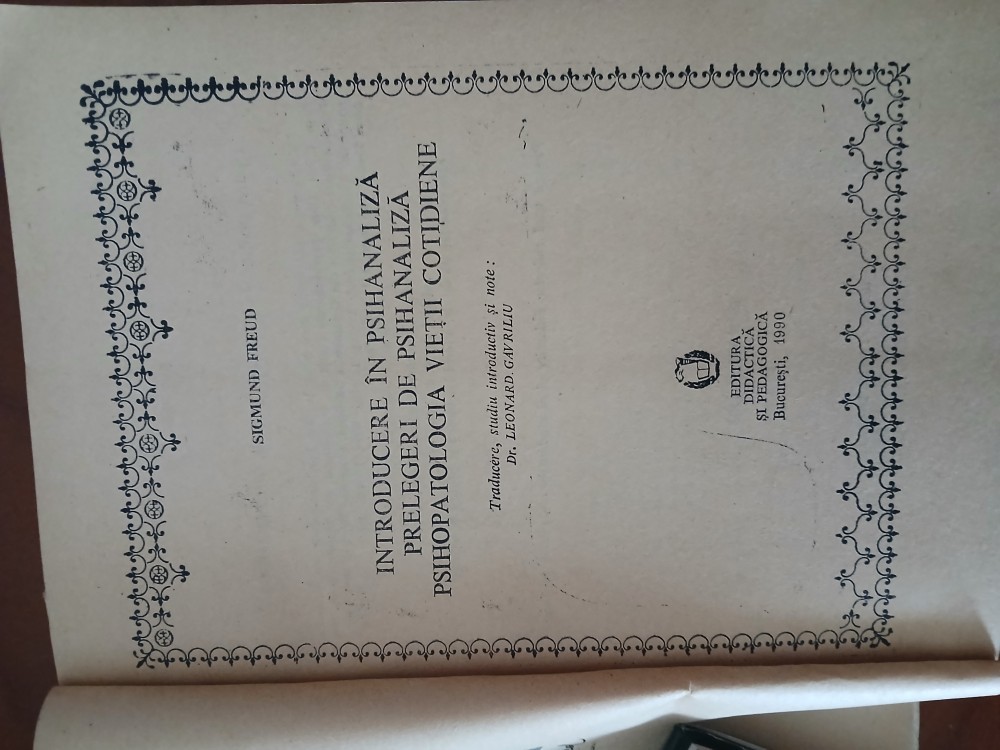 SIGMUND FREUD
INTRODUCERE ÎN PSIHANALIZĂ
PRELEGERI DE PSIHANALIZĂ
PSIHOPATOLOGIA VIEȚII COTIDIENE
Traducere, studiu introductiv și note:
Dr. LEONARD. GAVRILIU
EDITURA
DIDACTICĂ
ȘI PEDAGOGICĂ
București, 1990